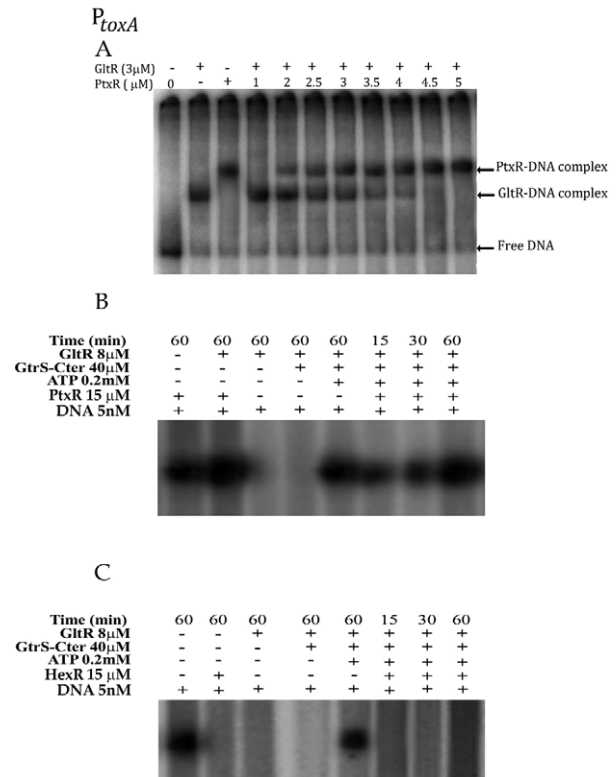 PtoxA
A
GltR (3μM) - + - + + + + + + + +
PtxR ( μM) 0 - + 1 2 2.5 3 3.5 4 4.5 5
PtxR-DNA complex
GltR-DNA complex
Free DNA
B
Time (min) 60 60 60 60 60 15 30 60
GltR 8μM - + + + + + + +
GtrS-Cter 40μM - - - + + + + +
ATP 0.2mM - - - - + + + +
PtxR 15 μM + + - - - + + +
DNA 5nM + + + + + + + +
C
Time (min) 60 60 60 60 60 15 30 60
GltR 8μM - - + + + + + +
GtrS-Cter 40μM - - - + + + + +
ATP 0.2mM - - - - + + + +
HexR 15 μM - + - - - + + +
DNA 5nM + + + + + + + +